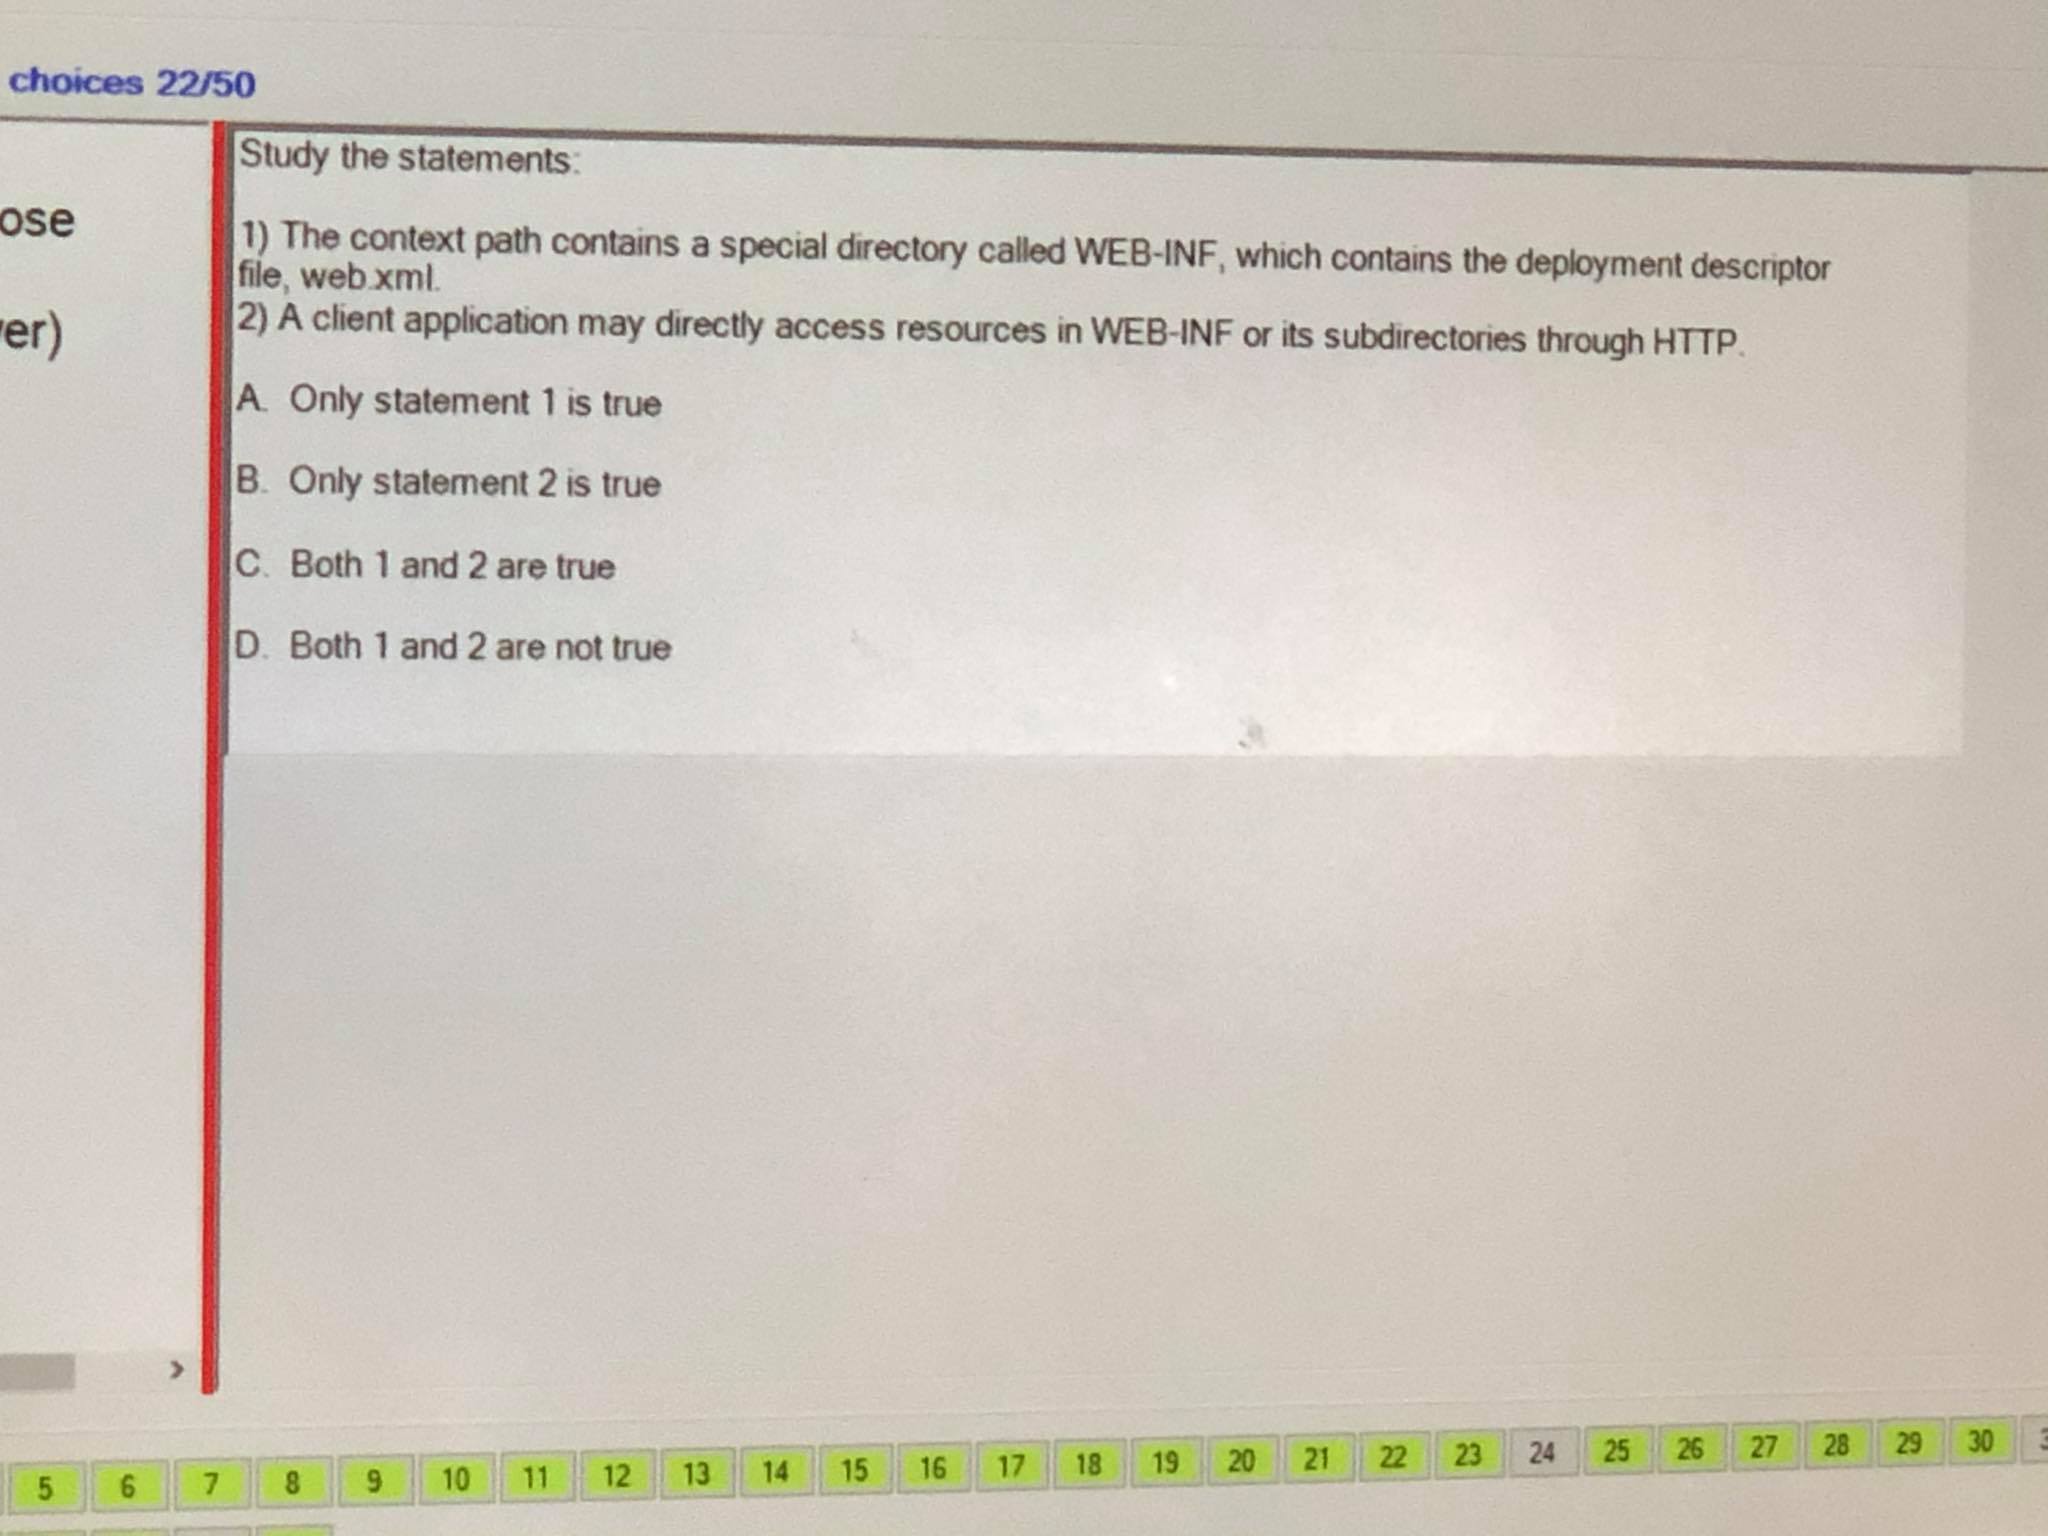 choices 22/50
Study the statements:
ose
1) The context path contains a special directory called WEB-INF, which contains the deployment descriptor
file, web.xml.
2) A client application may directly access resources in WEB-INF or its subdirectories through HTTP.
er)
A. Only statement 1 is true
B. Only statement 2 is true
C. Both 1 and 2 are true
D. Both 1 and 2 are not true
5 6 7 8 9 10 11 12 13 14 15 16 17 18 19 20 21 22 23 24 25 26 27 28 29 30